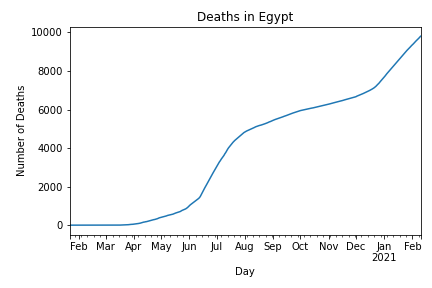 Deaths in Egypt
10000
8000
6000
4000
2000
0
Number of Deaths
Feb Mar Apr May Jun Jul Aug Sep Oct Nov Dec Jan Feb
2021
Day